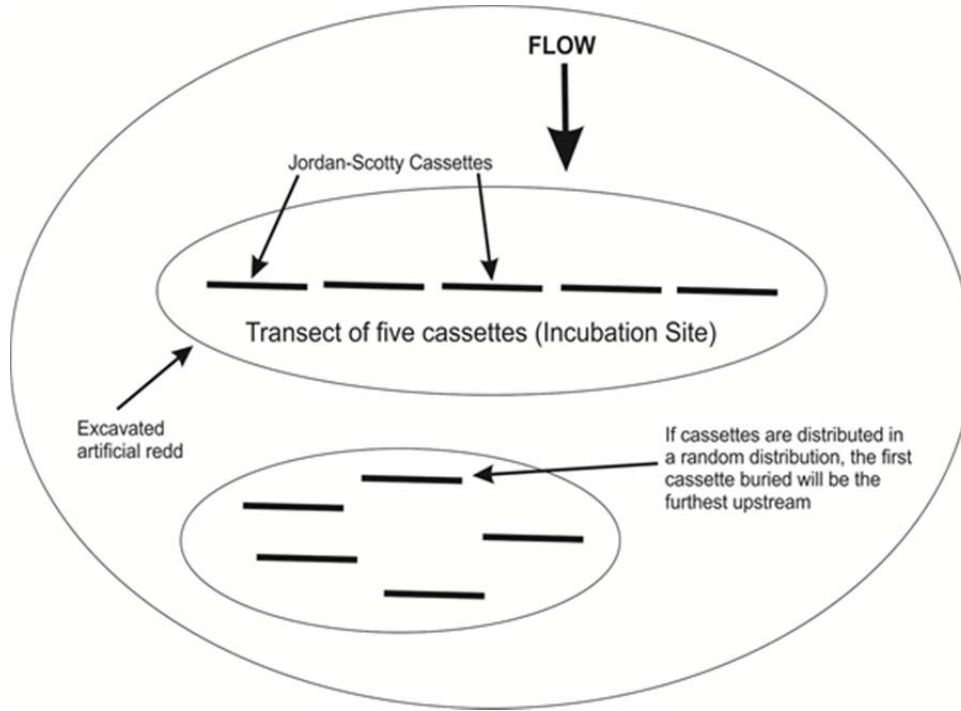 FLOW
Jordan-Scotty Cassettes
Transect of five cassettes (Incubation Site)
Excavated
artificial redd
If cassettes are distributed in
a random distribution, the first
cassette buried will be the
furthest upstream